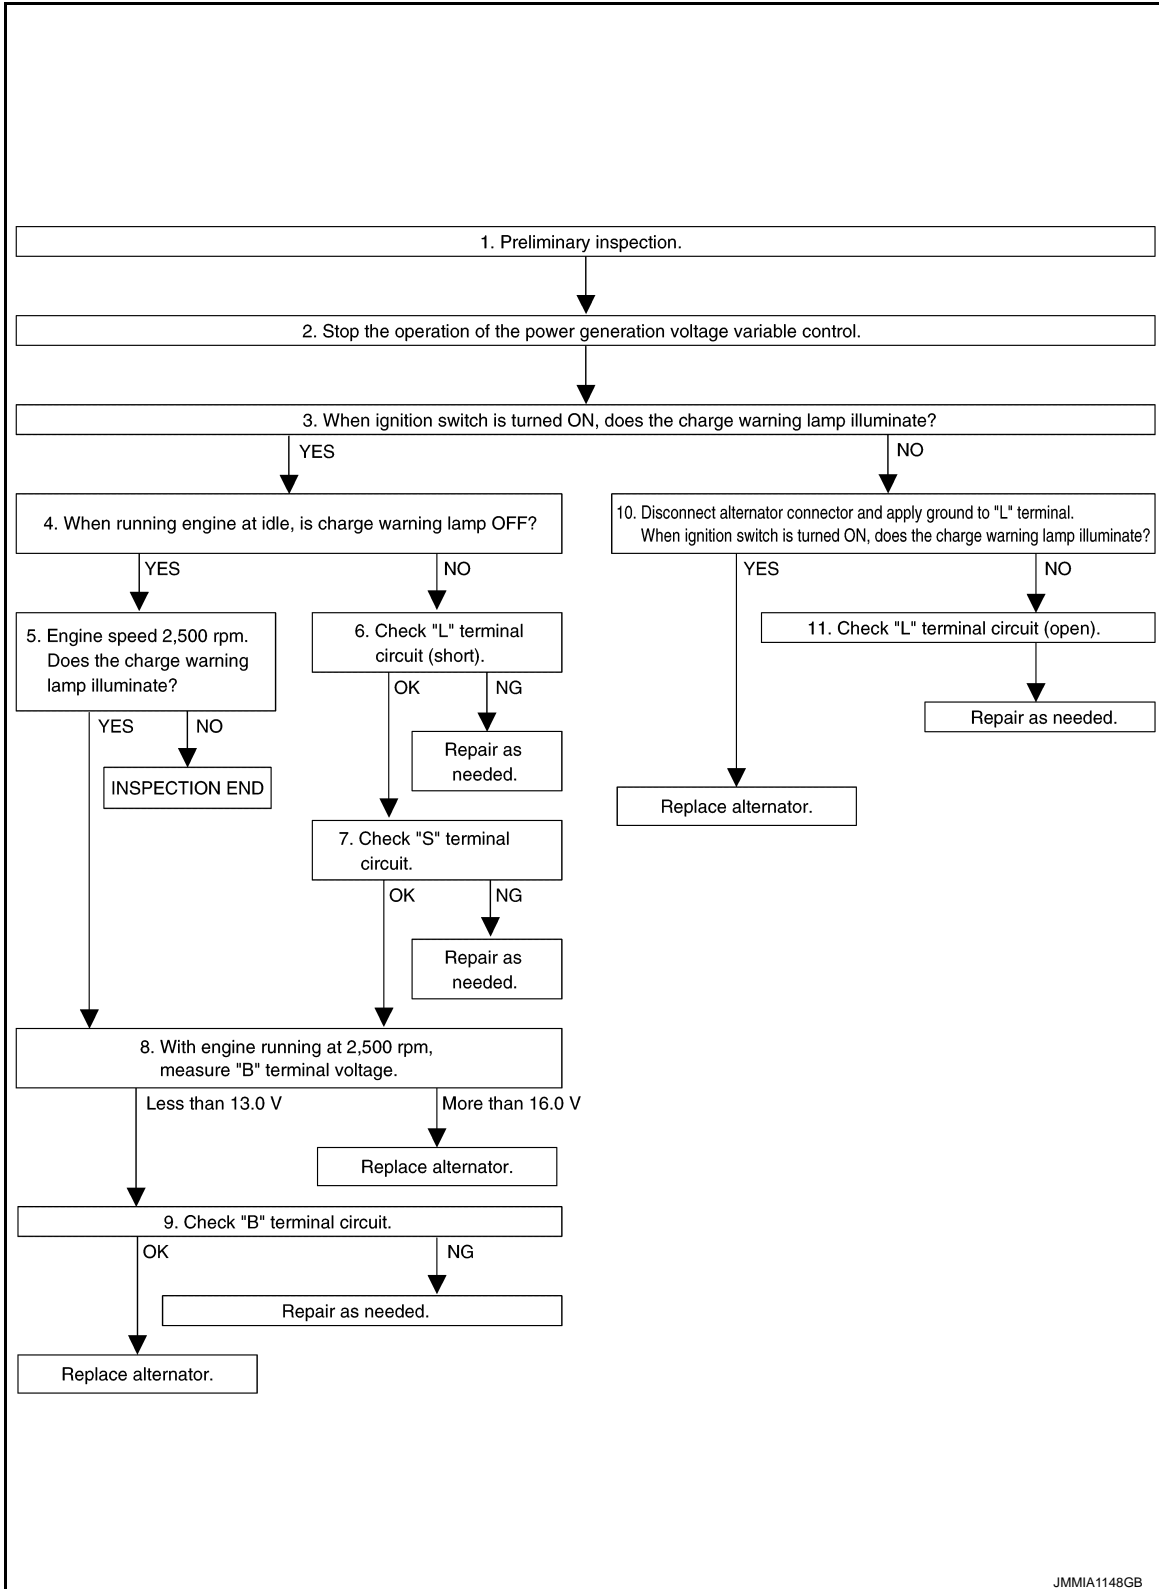 1. Preliminary inspection.
2. Stop the operation of the power generation voltage variable control.
3. When ignition switch is turned ON, does the charge warning lamp illuminate?
YES
NO
4. When running engine at idle, is charge warning lamp OFF?
10. Disconnect alternator connector and apply ground to "L" terminal.
When ignition switch is turned ON, does the charge warning lamp illuminate?
YES
NO
YES
NO
5. Engine speed 2,500 rpm.
Does the charge warning
lamp illuminate?
6. Check "L" terminal
circuit (short).
11. Check "L" terminal circuit (open).
OK
NG
Repair as needed.
YES
NO
Repair as
needed.
INSPECTION END
Replace alternator.
7. Check "S" terminal
circuit.
OK
NG
Repair as
needed.
8. With engine running at 2,500 rpm,
measure "B" terminal voltage.
Less than 13.0 V
More than 16.0 V
Replace alternator.
9. Check "B" terminal circuit.
OK
NG
Repair as needed.
Replace alternator.
JMMIA1148GB